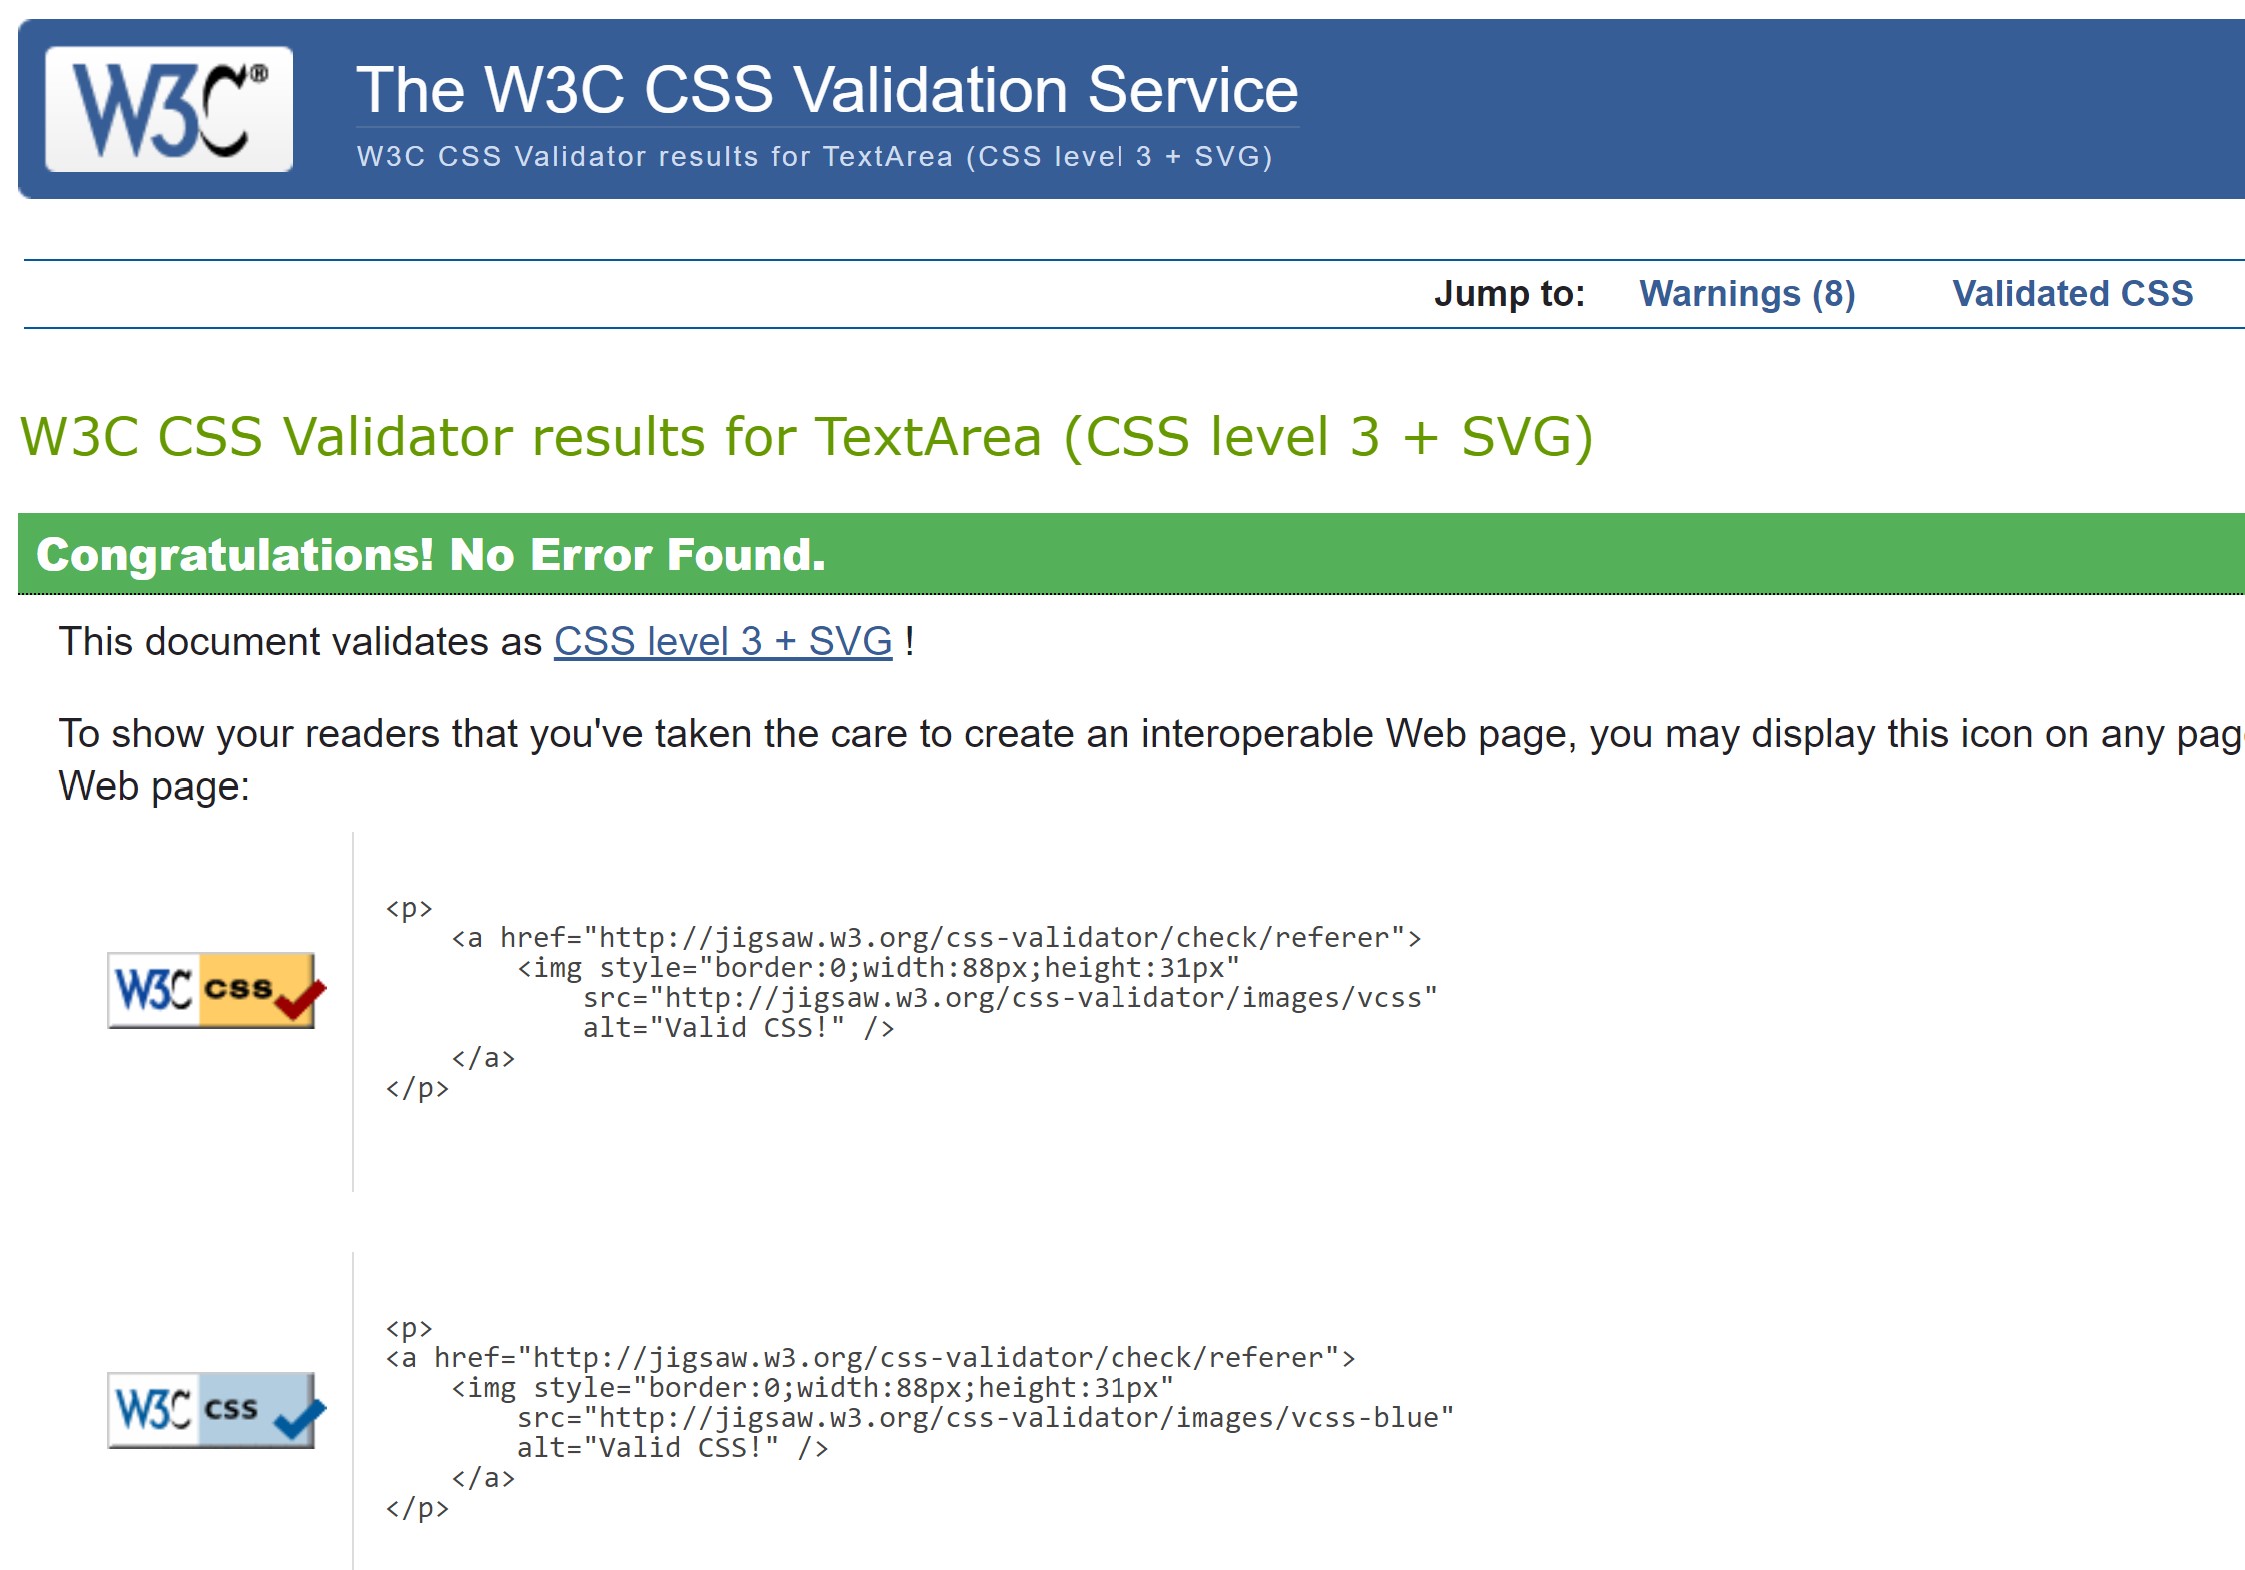 W3C®
The W3C CSS Validation Service
W3C CSS Validator results for TextArea (CSS level 3 + SVG)
Jump to: Warnings (8) Validated CSS
W3C CSS Validator results for TextArea (CSS level 3 + SVG)
Congratulations! No Error Found.
This document validates as CSS level 3 + SVG !
To show your readers that you've taken the care to create an interoperable Web page, you may display this icon on any
Web page:
<p>
    <a href="http://jigsaw.w3.org/css-validator/check/referer">
        <img style="border:0;width:88px;height:31px"
            src="http://jigsaw.w3.org/css-validator/images/vcss"
            alt="Valid CSS!" />
    </a>
</p>
W3C css
<p>
<a href="http://jigsaw.w3.org/css-validator/check/referer">
    <img style="border:0;width:88px;height:31px"
        src="http://jigsaw.w3.org/css-validator/images/vcss-blue"
        alt="Valid CSS!" />
    </a>
</p>
W3C css